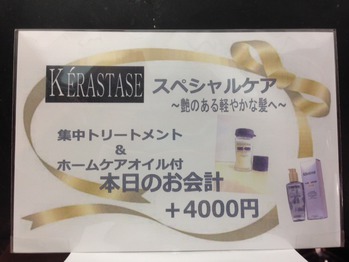 KÉRASTASE スペシャルケア
~艶のある軽やかな髪へ~
集中トリートメント
&
ホームケアオイル付
本日のお会計
+4000円